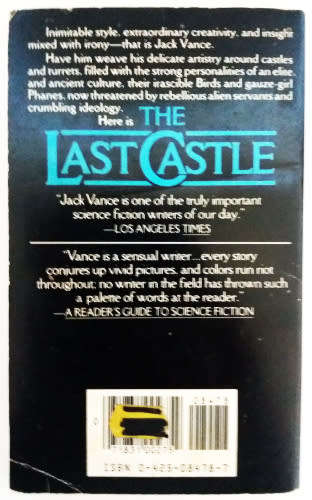 Inimitable style, extraordinary creativity, and insight
mixed with irony—that is Jack Vance.
Have him weave his delicate artistry around castles
and turrets, filled with the strong personalities of an elite
and ancient culture, their irascible Birds and gauze-girl
Phanes, now threatened by rebellious alien servants and
crumbling ideology.
Here is THE
LAST CASTLE
"Jack Vance is one of the truly important
science fiction writers of our day."
—LOS ANGELES TIMES
"Vance is a sensual writer...every story
conjures up vivid pictures, and colors run riot
throughout; no writer in the field has thrown such
a palette of words at the reader."
—A READER'S GUIDE TO SCIENCE FICTION
08478
0
ISBN 0-425-08478-7